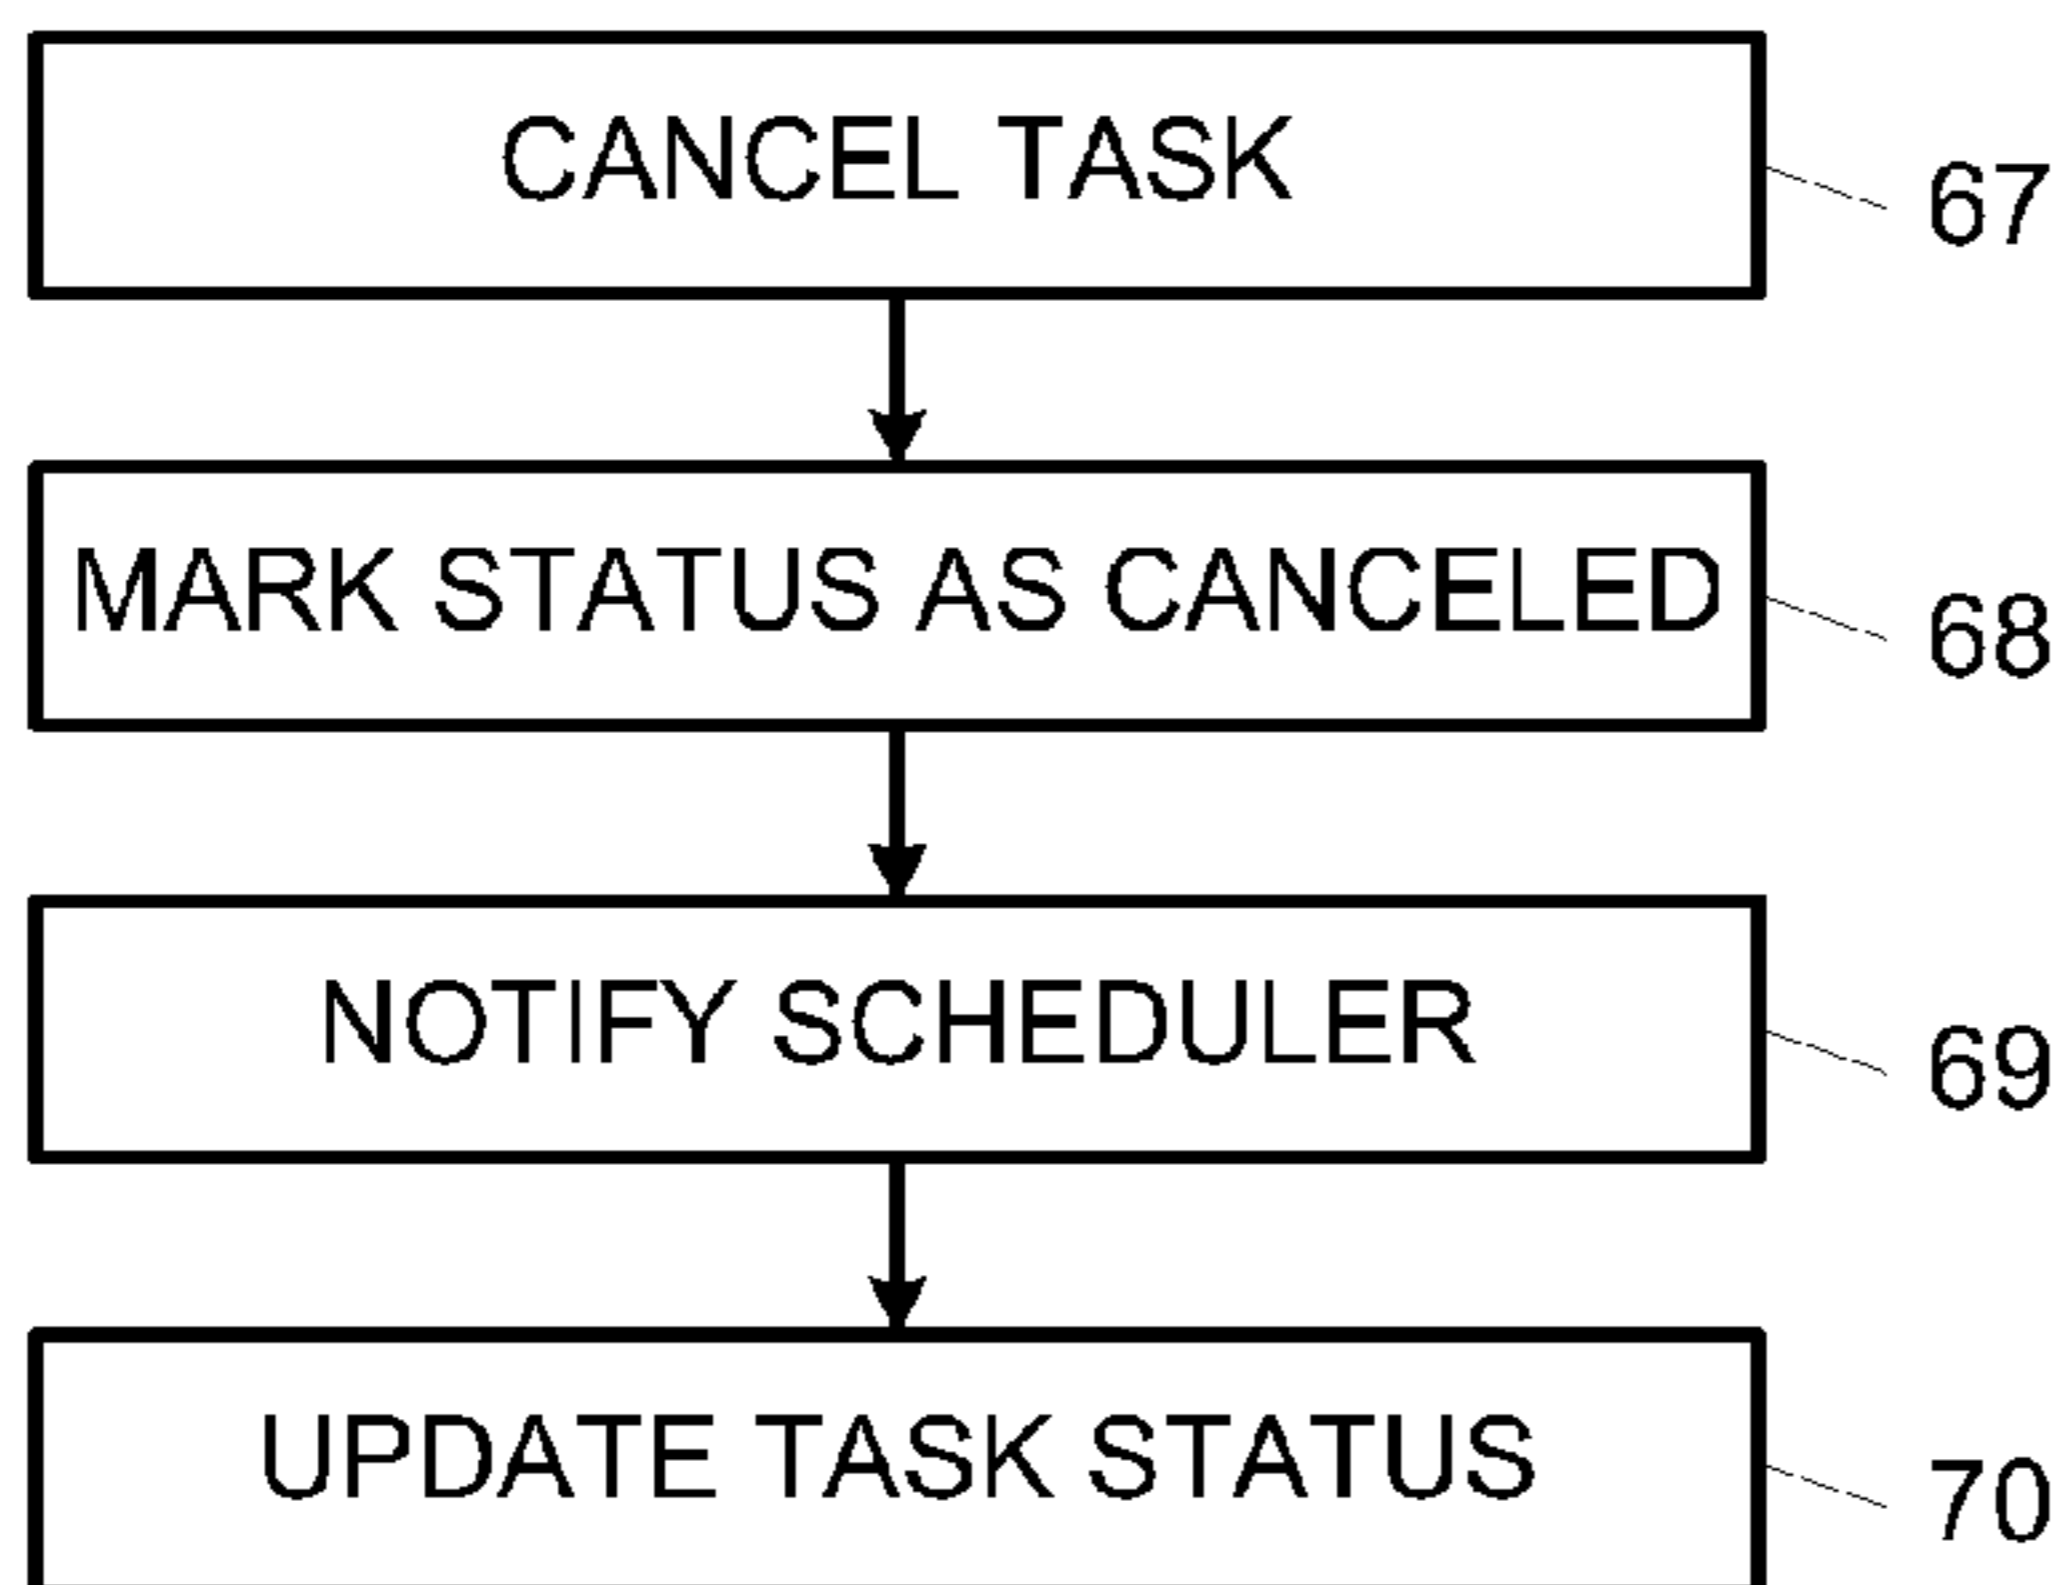 CANCEL TASK
67
MARK STATUS AS CANCELED
68
NOTIFY SCHEDULER
69
UPDATE TASK STATUS
70